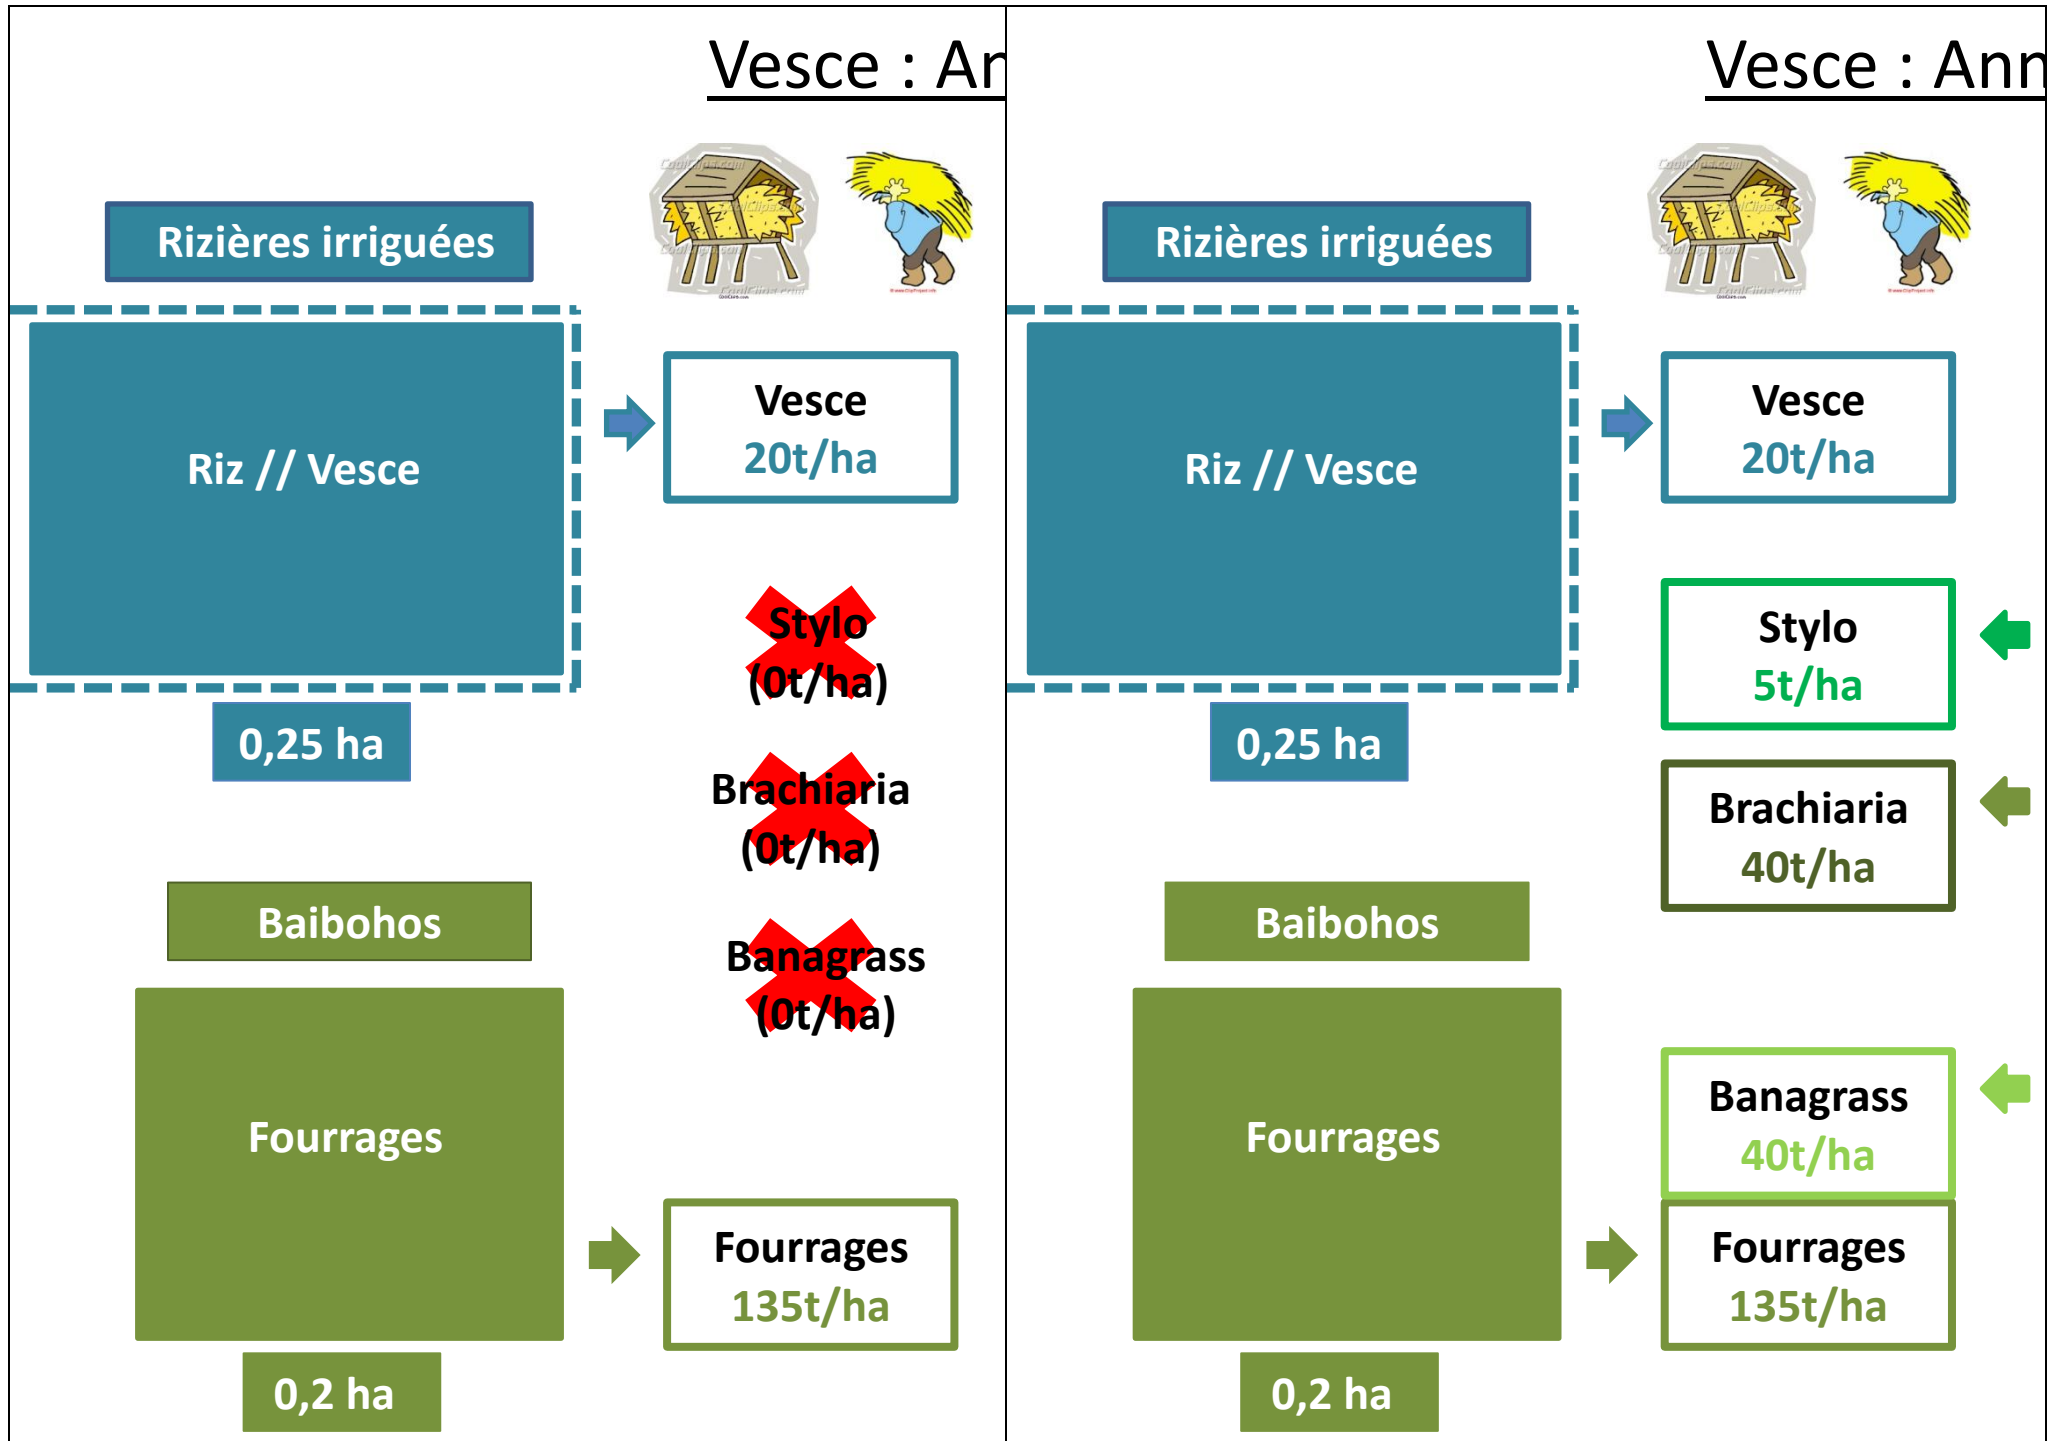 Vesce : An
Rizières irriguées
Riz // Vesce
Vesce
20t/ha
Stylo
(0t/ha)
0,25 ha
Brachiaria
(0t/ha)
Baibohos
Banagrass
(0t/ha)
Fourrages
Fourrages
135t/ha
0,2 ha
Vesce : Ann
Rizières irriguées
Riz // Vesce
Vesce
20t/ha
Stylo
5t/ha
0,25 ha
Brachiaria
40t/ha
Baibohos
Fourrages
Banagrass
40t/ha
Fourrages
135t/ha
0,2 ha